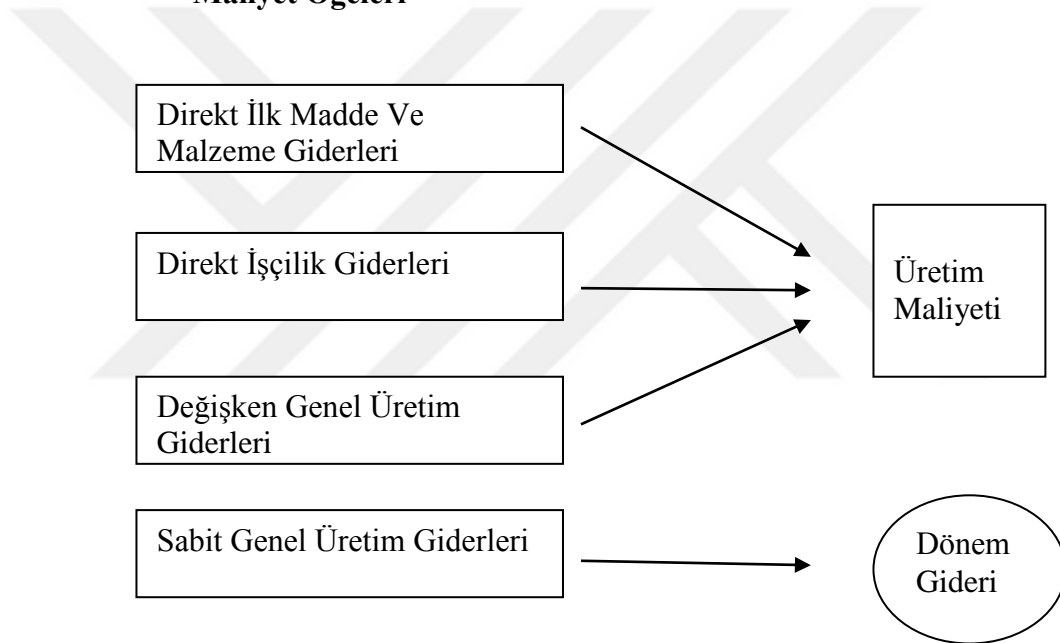 Maliyet Öğeleri
Direkt İlk Madde Ve
Malzeme Giderleri
Direkt İşçilik Giderleri
Üretim
Maliyeti
Değişken Genel Üretim
Giderleri
Sabit Genel Üretim Giderleri
Dönem
Gideri